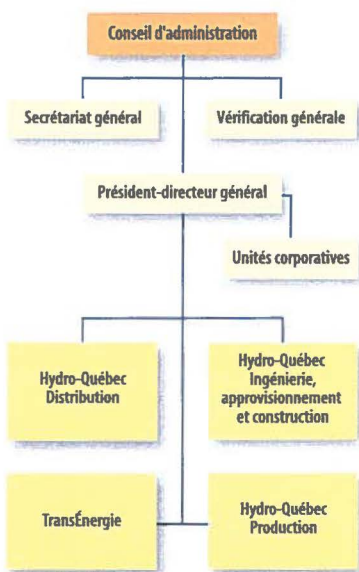 Conseil d'administration
Secrétariat général
Vérification générale
Président-directeur général
Unités corporatives
Hydro-Québec
Distribution
Hydro-Québec
Ingénierie,
approvisionnement
et construction
TransÉnergie
Hydro-Québec
Production